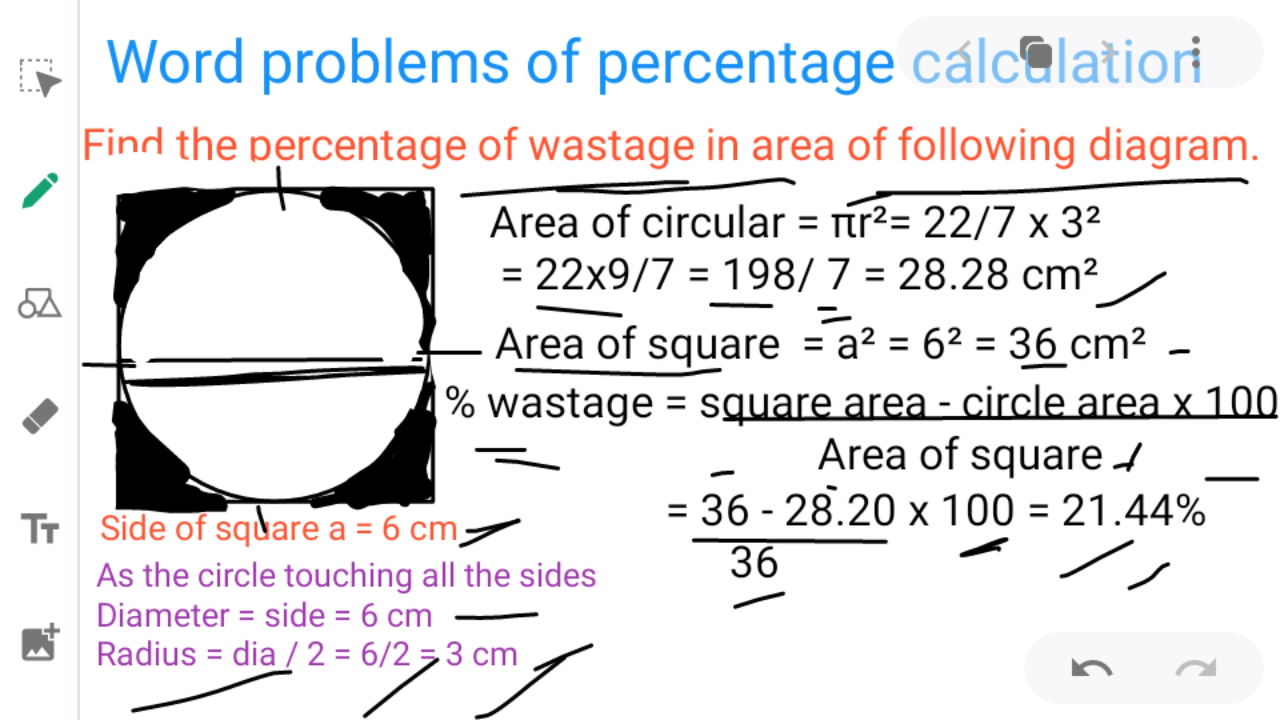 Word problems of percentage calculation
Find the percentage of wastage in area of following diagram.
Area of circular = πr²= 22/7 x 3²
= 22x9/7 = 198/ 7 = 28.28 cm²
Area of square = a² = 6² = 36 cm²
% wastage = square area - circle area x 100
Area of square
= 36 - 28.20 x 100 = 21.44%
36
Side of square a = 6 cm
As the circle touching all the sides
Diameter = side = 6 cm
Radius = dia / 2 = 6/2 = 3 cm
Tт